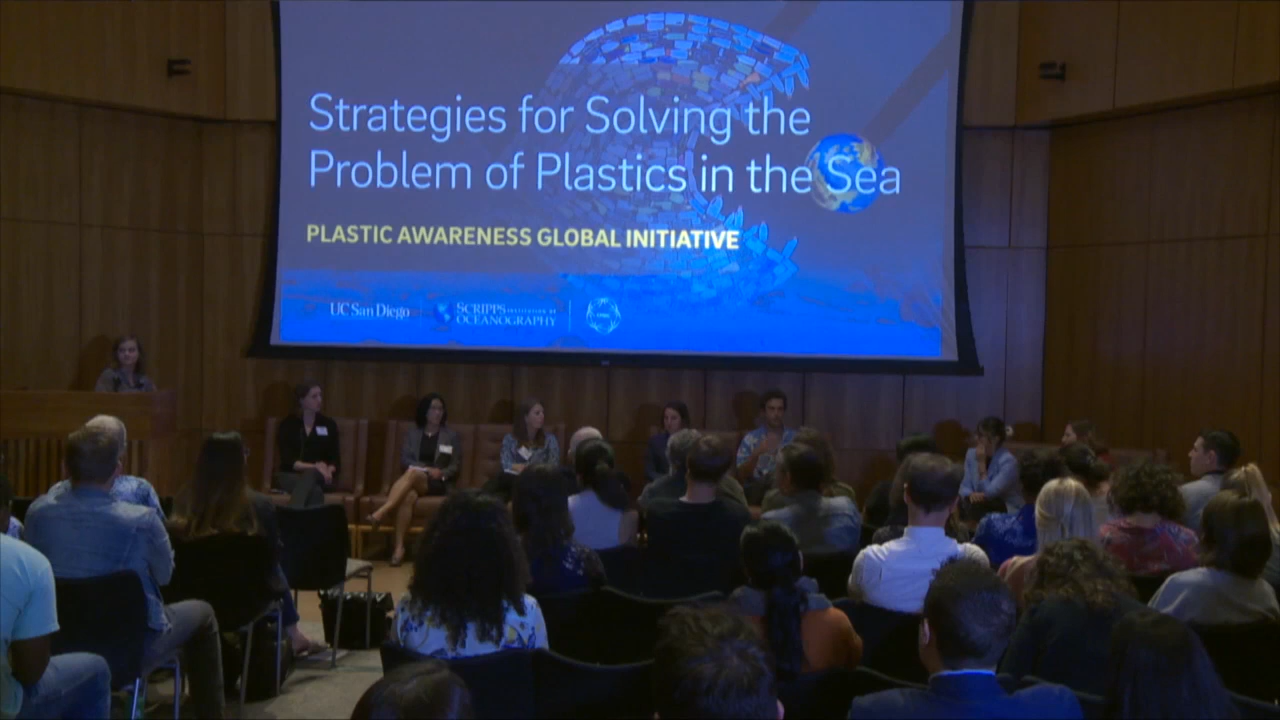 Strategies for Solving the
Problem of Plastics in the Sea
PLASTIC AWARENESS GLOBAL INITIATIVE
UC San Diego
SCRIPPS INSTITUTION OF
OCEANOGRAPHY